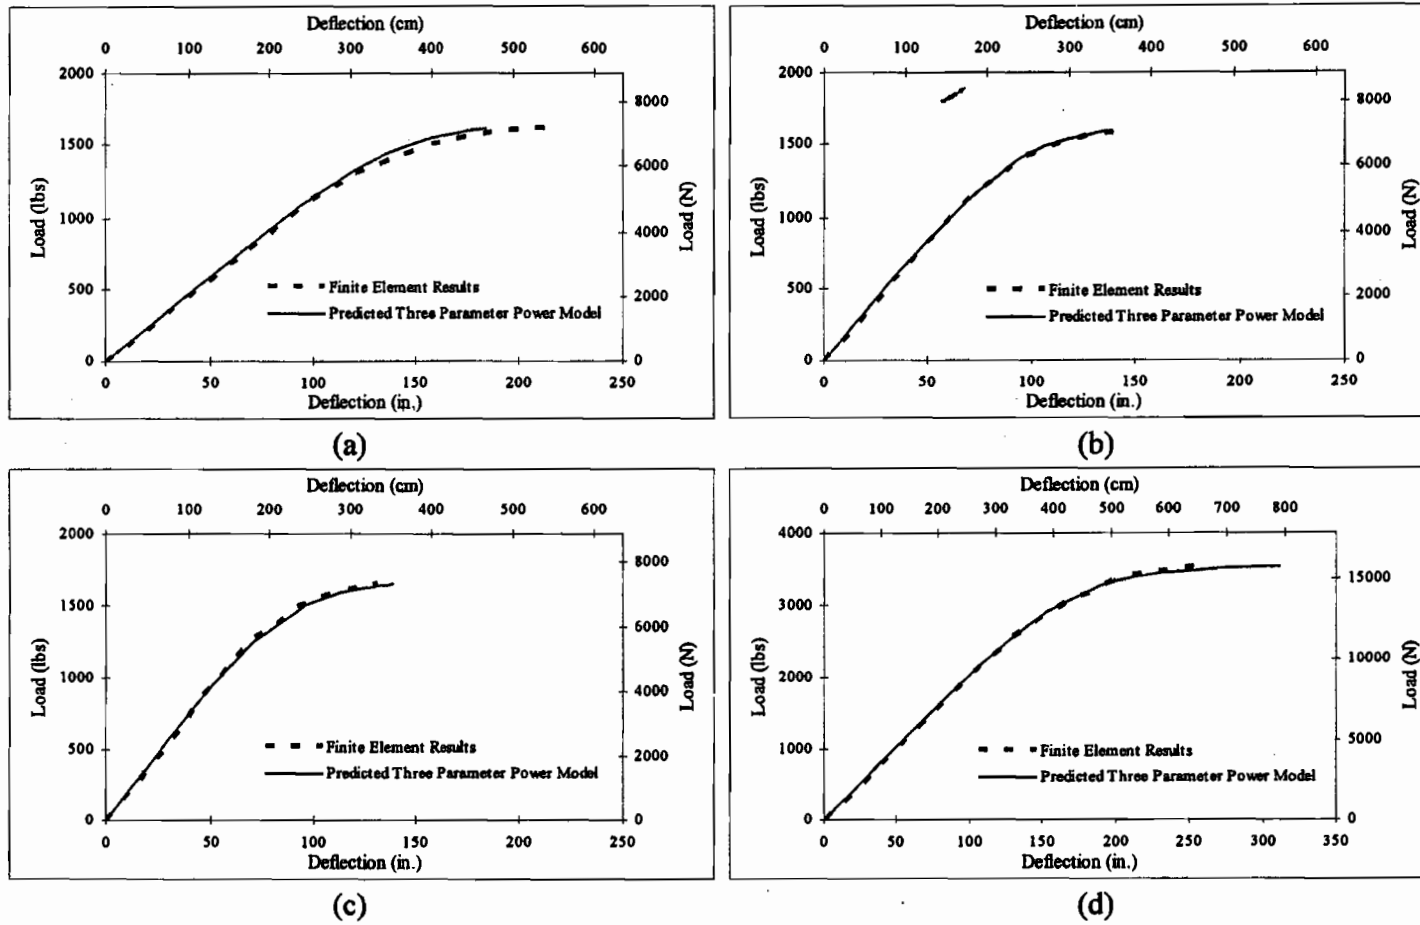 Deflection (cm)
0 100 200 300 400 500 600
2000
1500
1000
500
0
Load (lbs)
8000
6000
4000
2000
0
Load (N)
Finite Element Results
Predicted Three Parameter Power Model
0 50 100 150 200 250
Deflection (in.)
(a)
Deflection (cm)
0 100 200 300 400 500 600
2000
1500
1000
500
0
Load (lbs)
8000
6000
4000
2000
0
Load (N)
Finite Element Results
Predicted Three Parameter Power Model
0 50 100 150 200 250
Deflection (in.)
(b)
Deflection (cm)
0 100 200 300 400 500 600
2000
1500
1000
500
0
Load (lbs)
8000
6000
4000
2000
0
Load (N)
Finite Element Results
Predicted Three Parameter Power Model
0 50 100 150 200 250
Deflection (in.)
(c)
Deflection (cm)
0 100 200 300 400 500 600 700 800
4000
3000
2000
1000
0
Load (lbs)
15000
10000
5000
0
Load (N)
Finite Element Results
Predicted Three Parameter Power Model
0 50 100 150 200 250 300 350
Deflection (in.)
(d)